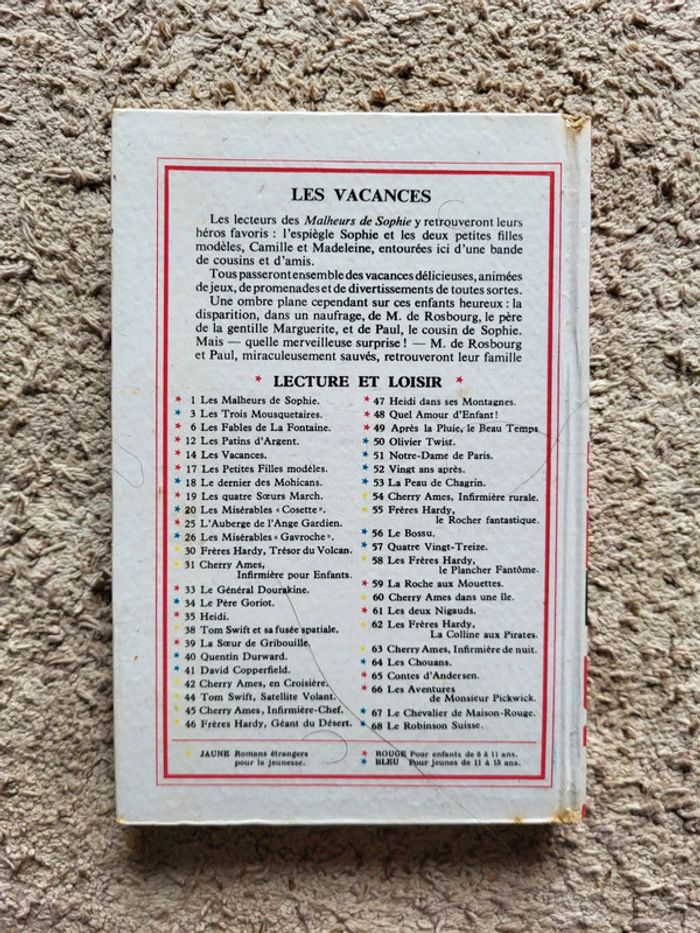 LES VACANCES
Les lecteurs des Malheurs de Sophie y retrouveront leurs
héros favoris : l'espiègle Sophie et les deux petites filles
modèles, Camille et Madeleine, entourées ici d'une bande
de cousins et d'amis.
Tous passeront ensemble des vacances délicieuses, animées
de jeux, de promenades et de divertissements de toutes sortes.
Une ombre plane cependant sur ces enfants heureux : la
disparition, dans un naufrage, de M. de Rosbourg, le père
de la gentille Marguerite, et de Paul, le cousin de Sophie.
Mais — quelle merveilleuse surprise ! — M. de Rosbourg
et Paul, miraculeusement sauvés, retrouveront leur famille
* LECTURE ET LOISIR *
* 1 Les Malheurs de Sophie.
* 3 Les Trois Mousquetaires.
* 6 Les Fables de La Fontaine.
* 12 Les Patins d'Argent.
* 14 Les Vacances.
* 17 Les Petites Filles modèles.
* 18 Le dernier des Mohicans.
* 19 Les quatre Sœurs March.
* 20 Les Misérables « Cosette ».
* 25 L'Auberge de l'Ange Gardien.
* 26 Les Misérables « Gavroche ».
* 30 Frères Hardy, Trésor du Volcan.
* 31 Cherry Ames,
Infirmière pour Enfants.
* 33 Le Général Dourakine.
* 34 Le Père Goriot.
* 35 Heidi.
* 38 Tom Swift et sa fusée spatiale.
* 39 La Sœur de Gribouille.
* 40 Quentin Durward.
* 41 David Copperfield.
* 42 Cherry Ames, en Croisière.
* 44 Tom Swift, Satellite Volant.
* 45 Cherry Ames, Infirmière-Chef.
* 46 Frères Hardy, Géant du Désert.
* 47 Heidi dans ses Montagnes.
* 48 Quel Amour d'Enfant !
* 49 Après la Pluie, le Beau Temps
* 50 Olivier Twist.
* 51 Notre-Dame de Paris.
* 52 Vingt ans après.
* 53 La Peau de Chagrin.
* 54 Cherry Ames, Infirmière rurale.
* 55 Frères Hardy,
le Rocher fantastique.
* 56 Le Bossu.
* 57 Quatre Vingt-Treize.
* 58 Les Frères Hardy,
le Plancher Fantôme.
* 59 La Roche aux Mouettes.
* 60 Cherry Ames dans une île.
* 61 Les deux Nigauds.
* 62 Les Frères Hardy,
La Colline aux Pirates.
* 63 Cherry Ames, Infirmière de nuit.
* 64 Les Chouans.
* 65 Contes d'Andersen.
* 66 Les Aventures
de Monsieur Pickwick.
* 67 Le Chevalier de Maison-Rouge.
* 68 Le Robinson Suisse.
* JAUNE Romans étrangers
pour la jeunesse.
* ROUGE Pour enfants de 6 à 11 ans.
* BLEU Pour jeunes de 11 à 15 ans.